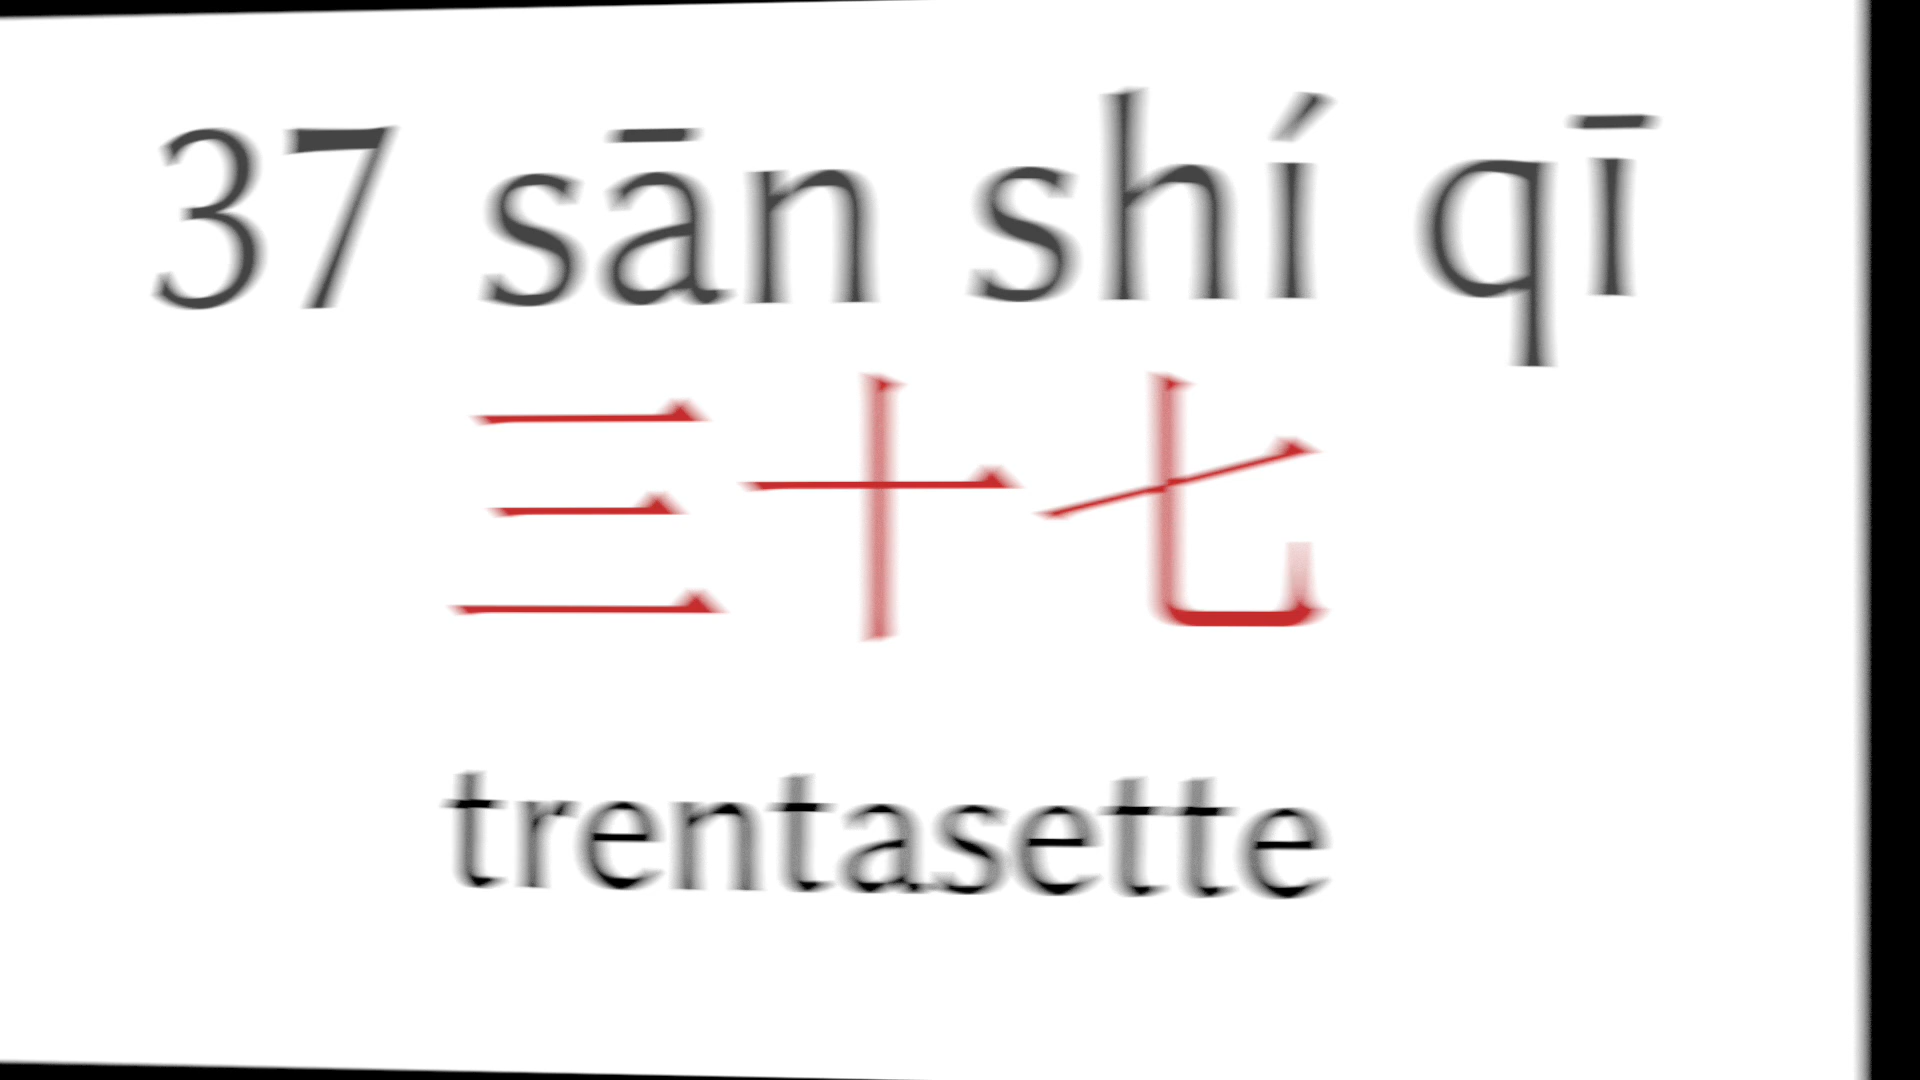 37 sān shí qī
三十七
trentasette